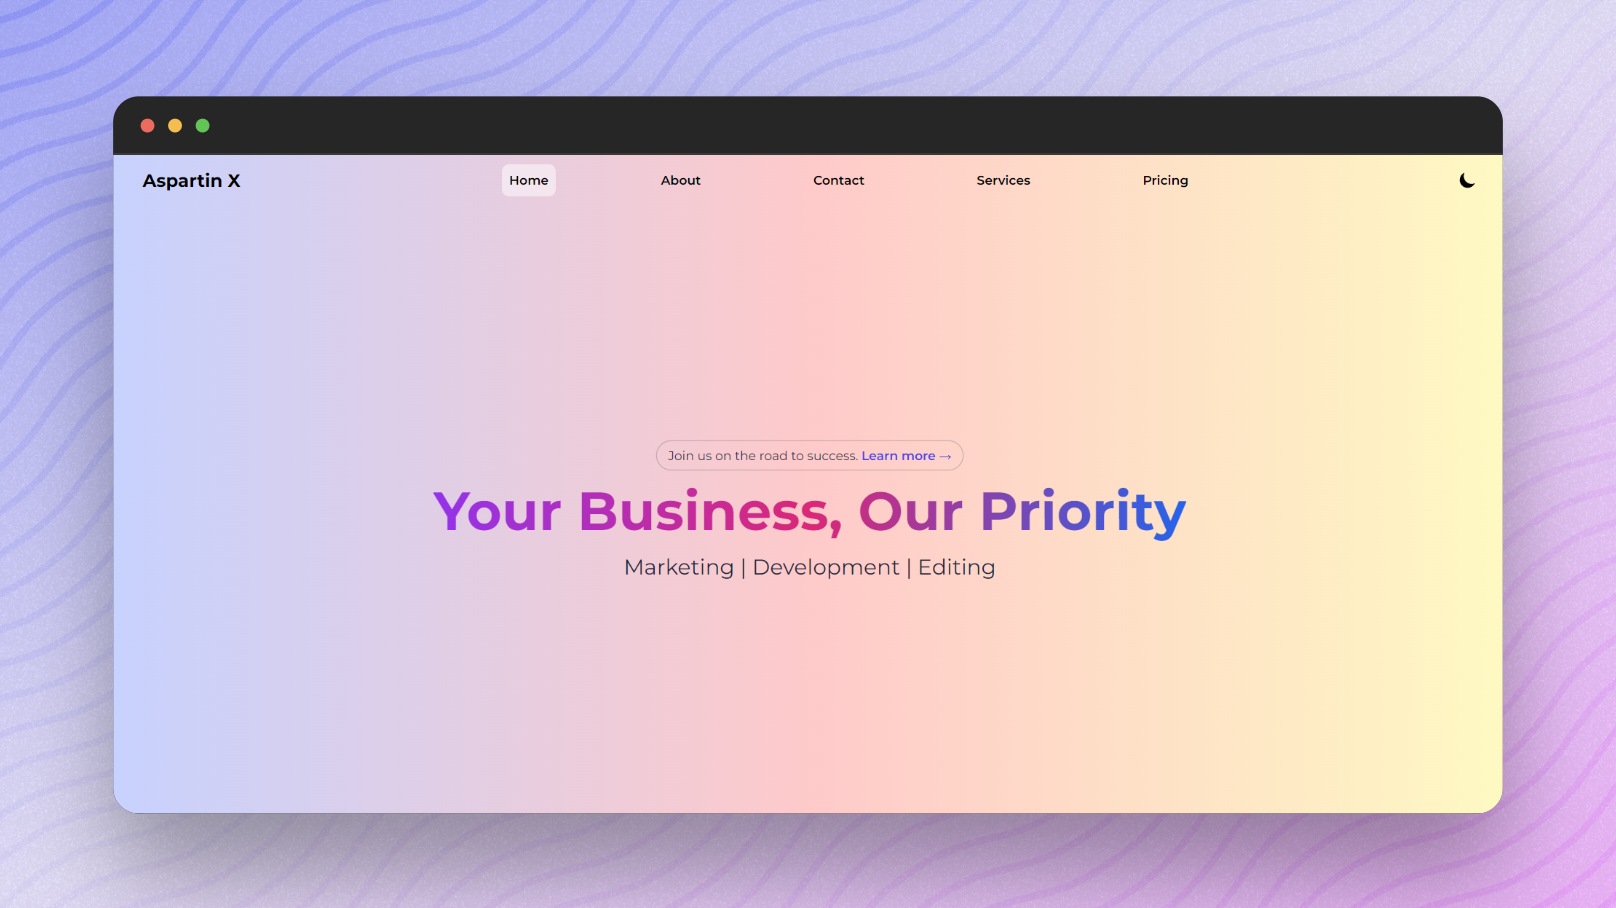 Aspartin X
Home About Contact Services Pricing
Join us on the road to success. Learn more →
Your Business, Our Priority
Marketing | Development | Editing